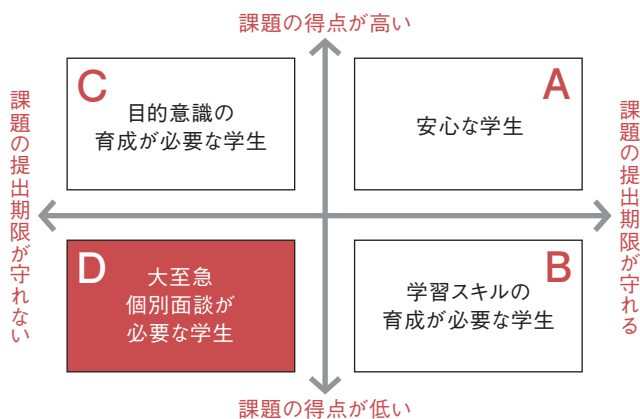 課題の得点が高い
課題の提出期限が守れない
C
目的意識の
育成が必要な学生
A
安心な学生
課題の提出期限が守れる
D
大至急
個別面談が
必要な学生
B
学習スキルの
育成が必要な学生
課題の得点が低い